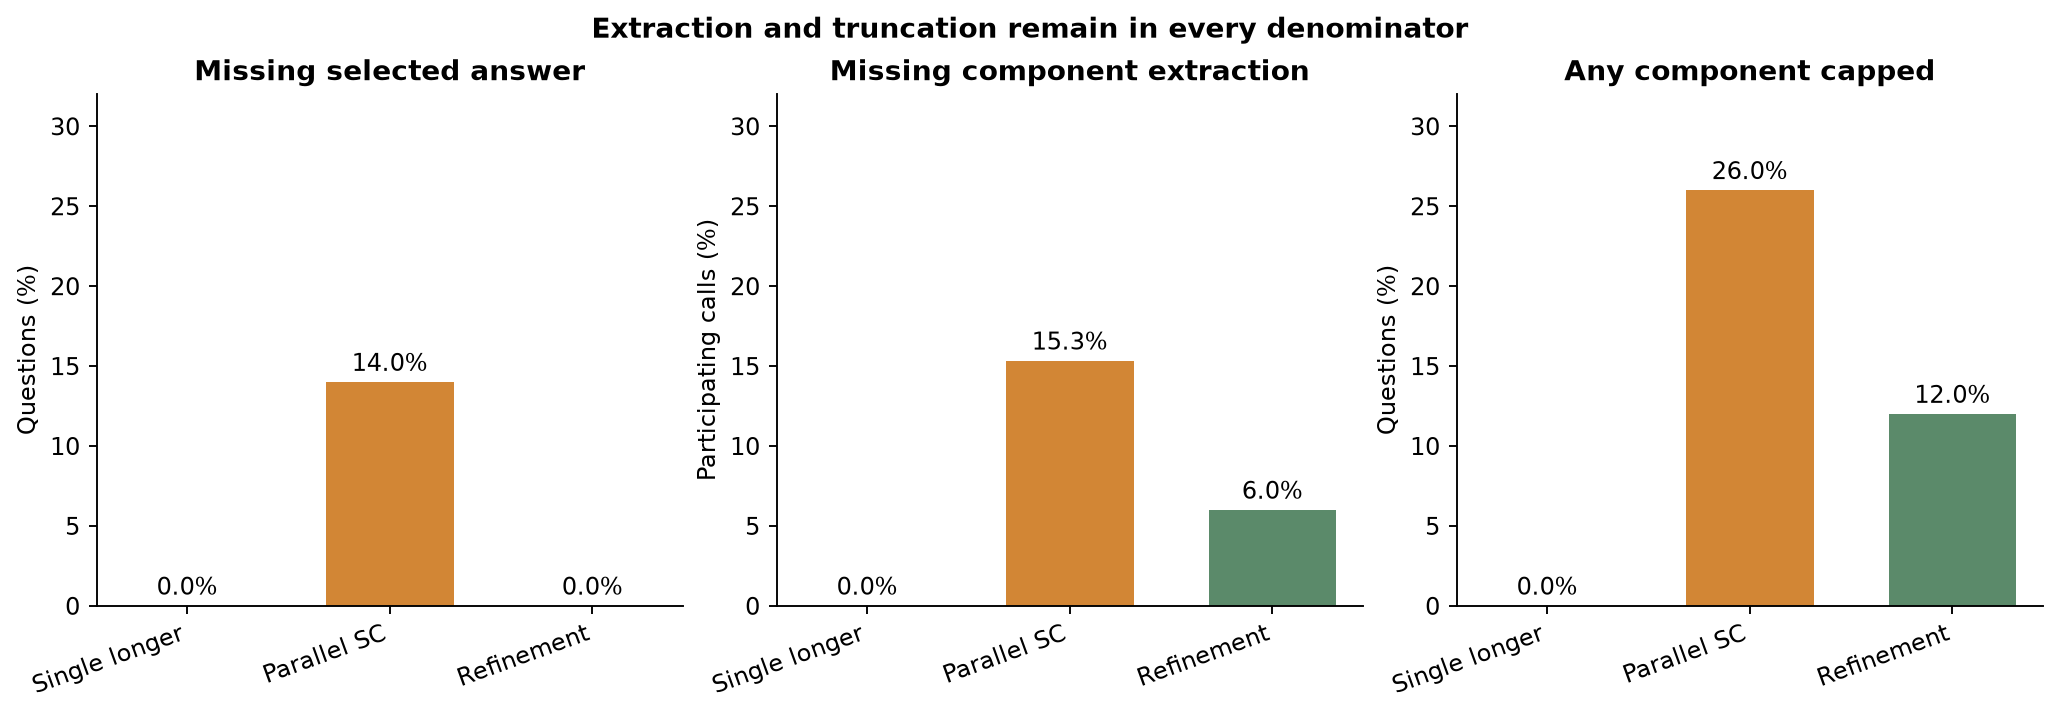 Extraction and truncation remain in every denominator
Missing selected answer
Questions (%)
30
25
20
15
10
5
0
0.0%
14.0%
0.0%
Single longer
Parallel SC
Refinement
Missing component extraction
Participating calls (%)
30
25
20
15
10
5
0
0.0%
15.3%
6.0%
Single longer
Parallel SC
Refinement
Any component capped
Questions (%)
30
25
20
15
10
5
0
0.0%
26.0%
12.0%
Single longer
Parallel SC
Refinement